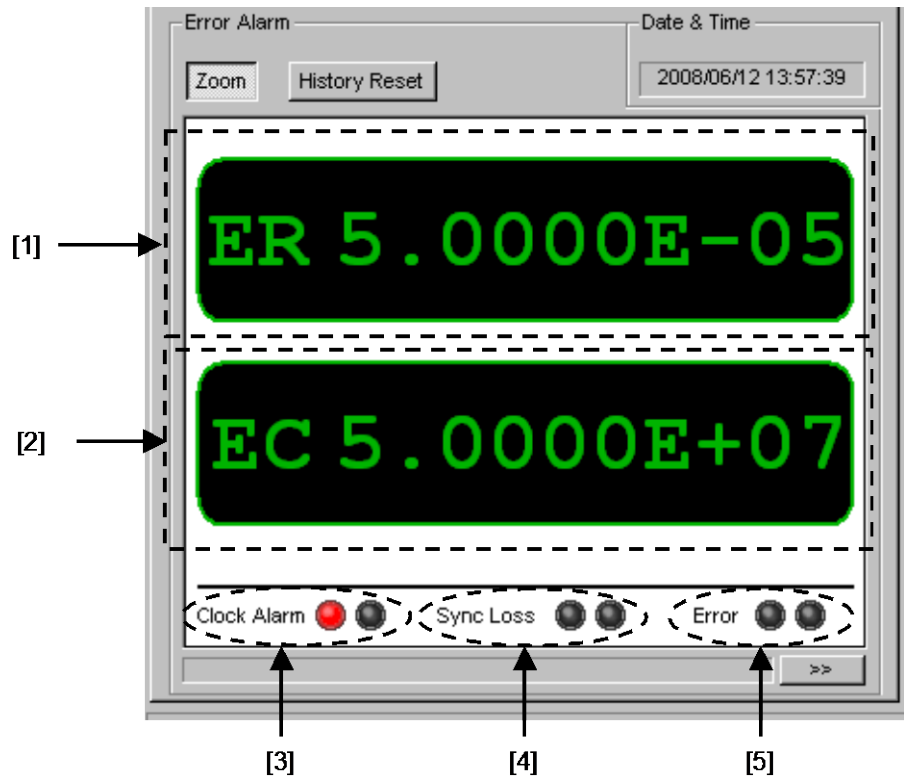 Error Alarm
Date & Time
Zoom
History Reset
2008/06/12 13:57:39
[1]
ER 5.0000E-05
[2]
EC 5.0000E+07
Clock Alarm
Sync Loss
Error
>>
[3]
[4]
[5]